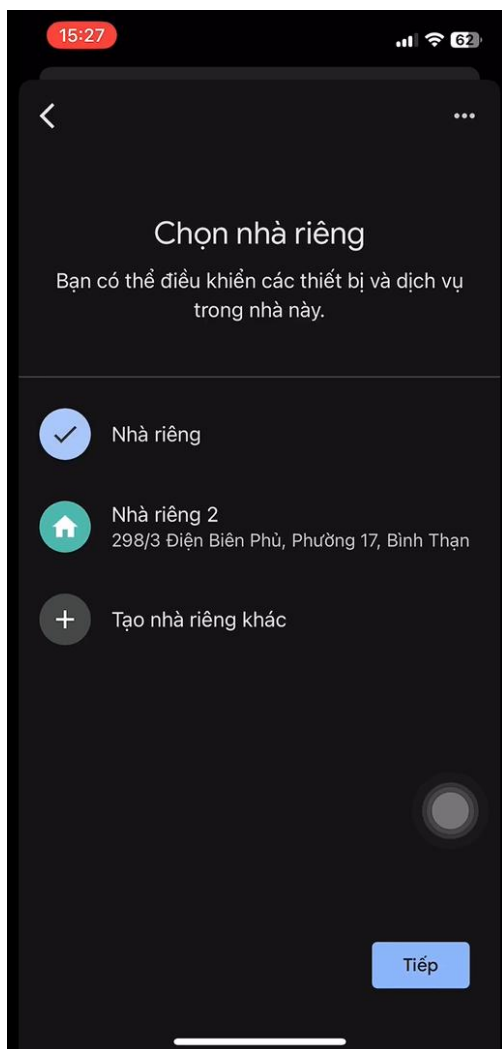 15:27
62
Chọn nhà riêng
Bạn có thể điều khiển các thiết bị và dịch vụ
trong nhà này.
Nhà riêng
Nhà riêng 2
298/3 Điện Biên Phủ, Phường 17, Bình Thạn
Tạo nhà riêng khác
Tiếp